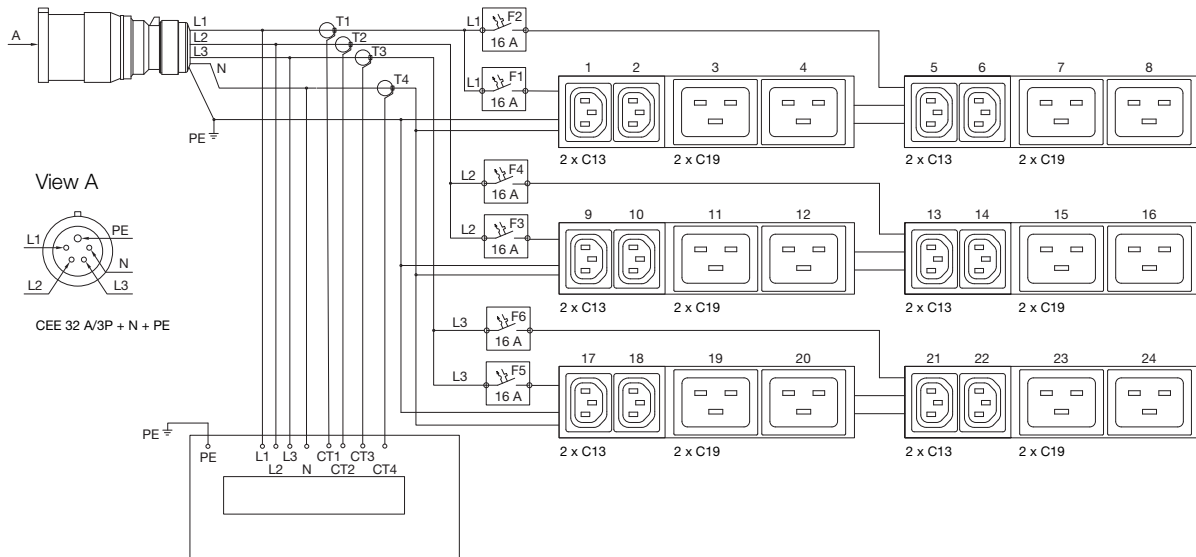 A
L1
L2
L3
N
PE
T1
T2
T3
T4
L1
F2
16 A
L1
F1
16 A
1 2 3 4
2 x C13 2 x C19
5 6 7 8
2 x C13 2 x C19
View A
L1
PE
N
L2
L3
CEE 32 A/3P + N + PE
L2
F4
16 A
L2
F3
16 A
9 10 11 12
2 x C13 2 x C19
13 14 15 16
2 x C13 2 x C19
L3
F6
16 A
L3
F5
16 A
17 18 19 20
2 x C13 2 x C19
21 22 23 24
2 x C13 2 x C19
PE
PE
L1
L2
L3
N
CT1
CT2
CT3
CT4